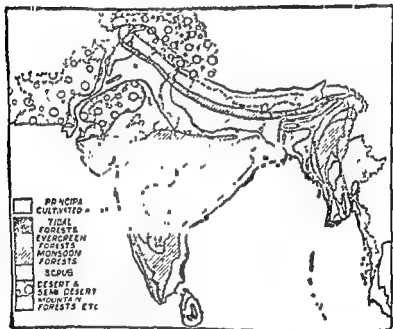 PRINCIPA
CULTIVATED
TIDAL
FORESTS
EVERGREEN
FORESTS
MONSOON
FORESTS
SCRUB
DESERT &
SEMI DESERT
MOUNTAIN
FORESTS ETC